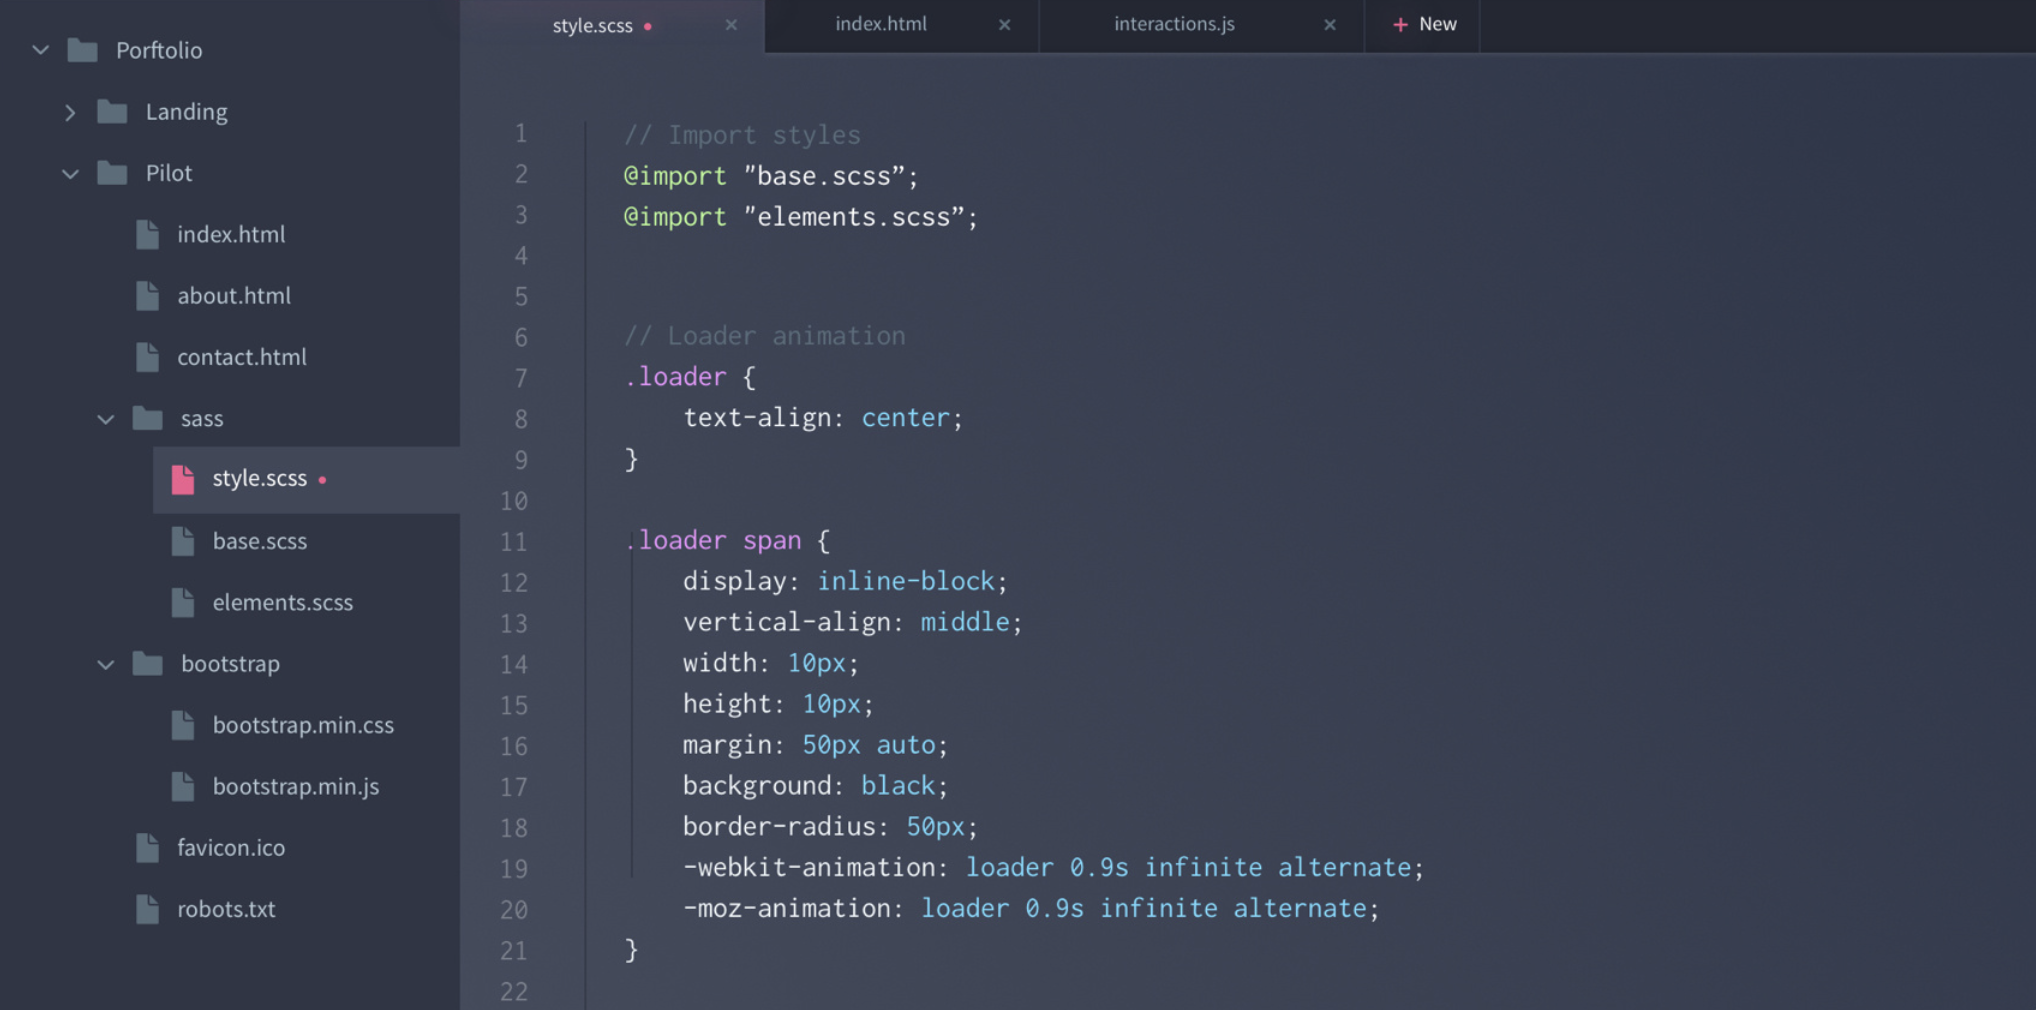 Porftolio
Landing
Pilot
index.html
about.html
contact.html
sass
style.scss
base.scss
elements.scss
bootstrap
bootstrap.min.css
bootstrap.min.js
favicon.ico
robots.txt
style.scss • ×
index.html ×
interactions.js ×
+ New
1 // Import styles
2 @import "base.scss”;
3 @import "elements.scss”;
4
5
6 // Loader animation
7 .loader {
8     text-align: center;
9 }
10
11 .loader span {
12     display: inline-block;
13     vertical-align: middle;
14     width: 10px;
15     height: 10px;
16     margin: 50px auto;
17     background: black;
18     border-radius: 50px;
19     -webkit-animation: loader 0.9s infinite alternate;
20     -moz-animation: loader 0.9s infinite alternate;
21 }
22